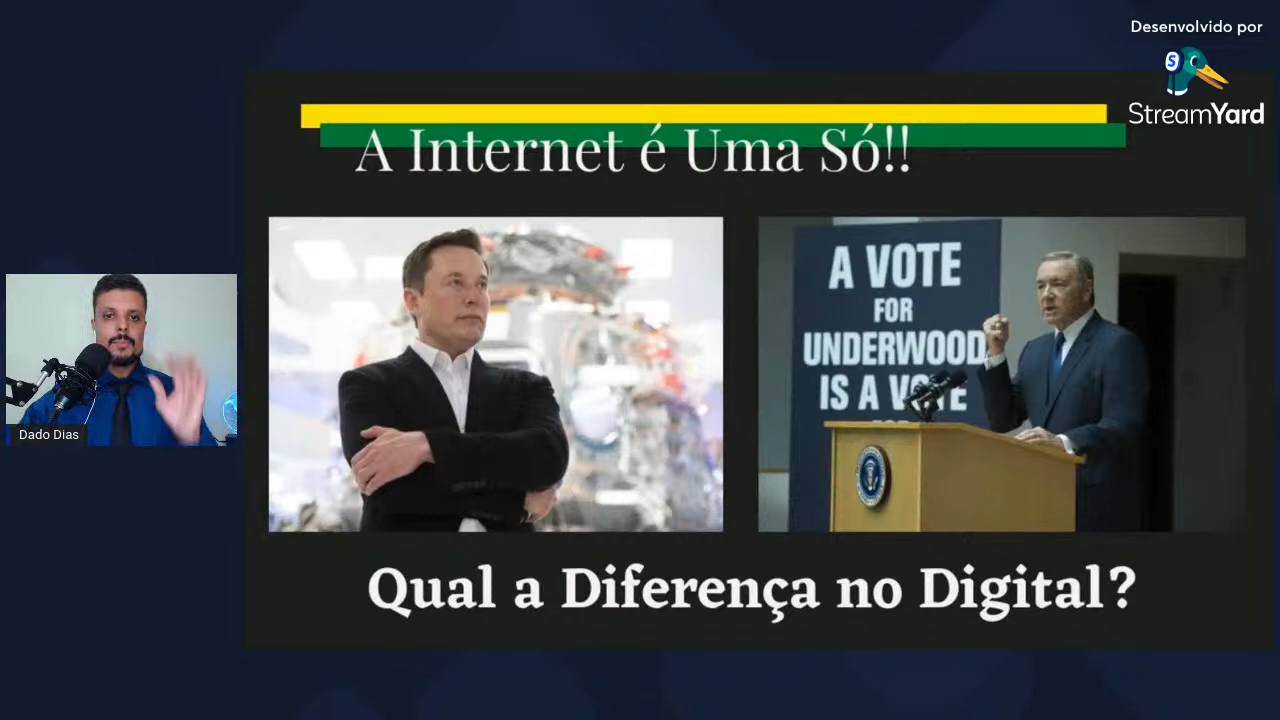 Desenvolvido por
StreamYard
A Internet é Uma Só!!
A VOTE
FOR
UNDERWOOD
IS A VOTE
Dado Dias
Qual a Diferença no Digital?